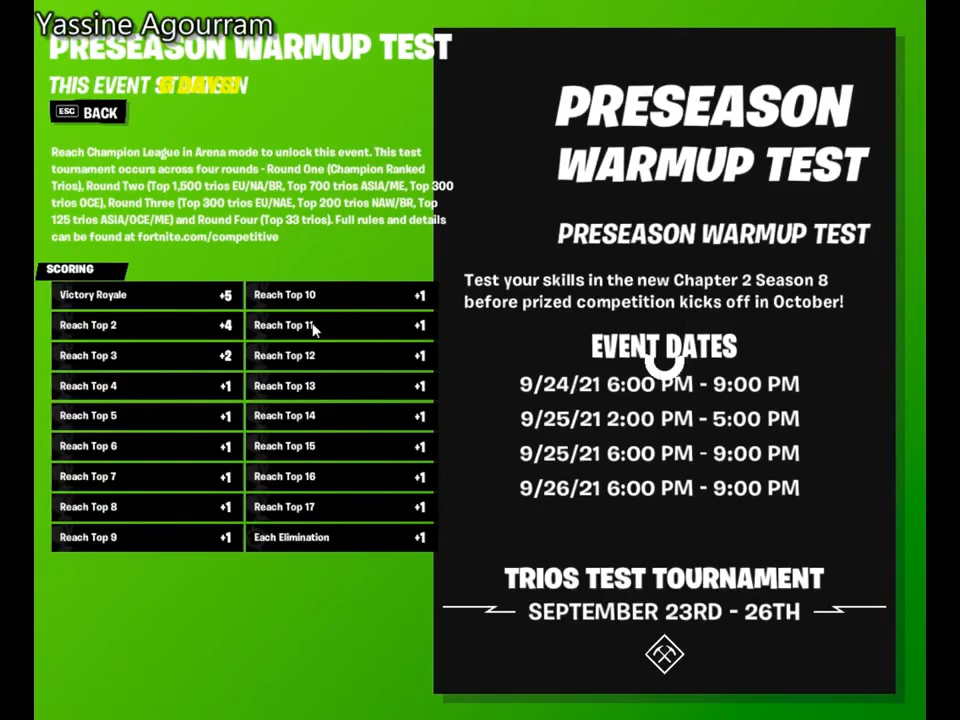 Yassine Agourram
PRESEASON WARMUP TEST
THIS EVENT
ESC BACK
Reach Champion League in Arena mode to unlock this event. This test
tournament occurs across four rounds - Round One (Champion Ranked
Trios), Round Two (Top 1,500 trios EU/NA/BR, Top 700 trios ASIA/ME, Top 300
trios OCE), Round Three (Top 300 trios EU/NAE, Top 200 trios NAW/BR, Top
125 trios ASIA/OCE/ME) and Round Four (Top 33 trios). Full rules and details
can be found at fortnite.com/competitive
SCORING
Victory Royale +5
Reach Top 2 +4
Reach Top 3 +2
Reach Top 4 +1
Reach Top 5 +1
Reach Top 6 +1
Reach Top 7 +1
Reach Top 8 +1
Reach Top 9 +1
Reach Top 10 +1
Reach Top 11 +1
Reach Top 12 +1
Reach Top 13 +1
Reach Top 14 +1
Reach Top 15 +1
Reach Top 16 +1
Reach Top 17 +1
Each Elimination +1
PRESEASON
WARMUP TEST
PRESEASON WARMUP TEST
Test your skills in the new Chapter 2 Season 8
before prized competition kicks off in October!
EVENT DATES
9/24/21 6:00 PM - 9:00 PM
9/25/21 2:00 PM - 5:00 PM
9/25/21 6:00 PM - 9:00 PM
9/26/21 6:00 PM - 9:00 PM
TRIOS TEST TOURNAMENT
SEPTEMBER 23RD - 26TH